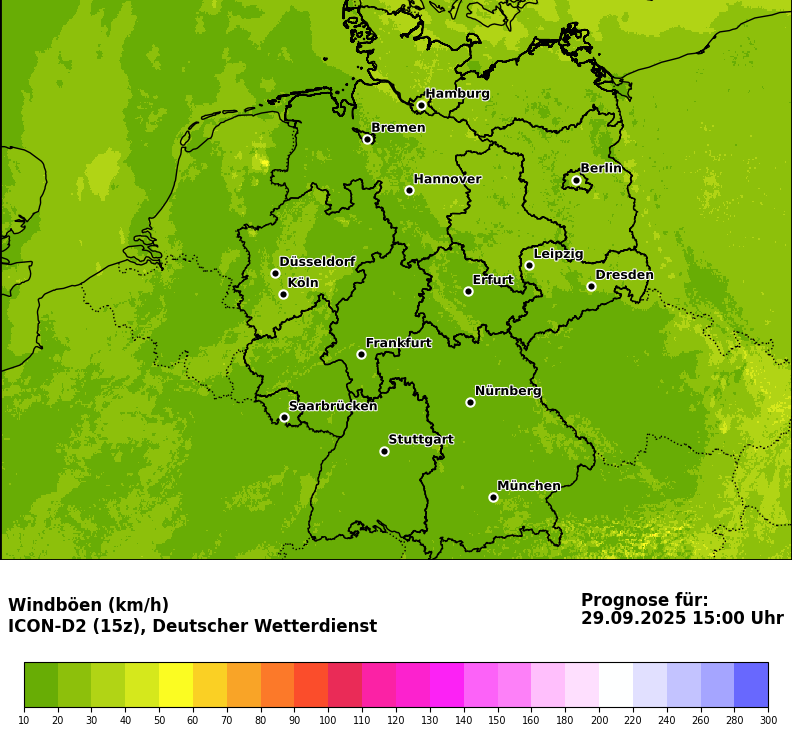 Hamburg
Bremen
Berlin
Hannover
Leipzig
Düsseldorf
Dresden
Köln
Erfurt
Frankfurt
Nürnberg
Saarbrücken
Stuttgart
München
Windböen (km/h)
ICON-D2 (15z), Deutscher Wetterdienst
Prognose für:
29.09.2025 15:00 Uhr
10 20 30 40 50 60 70 80 90 100 110 120 130 140 150 160 180 200 220 240 260 280 300